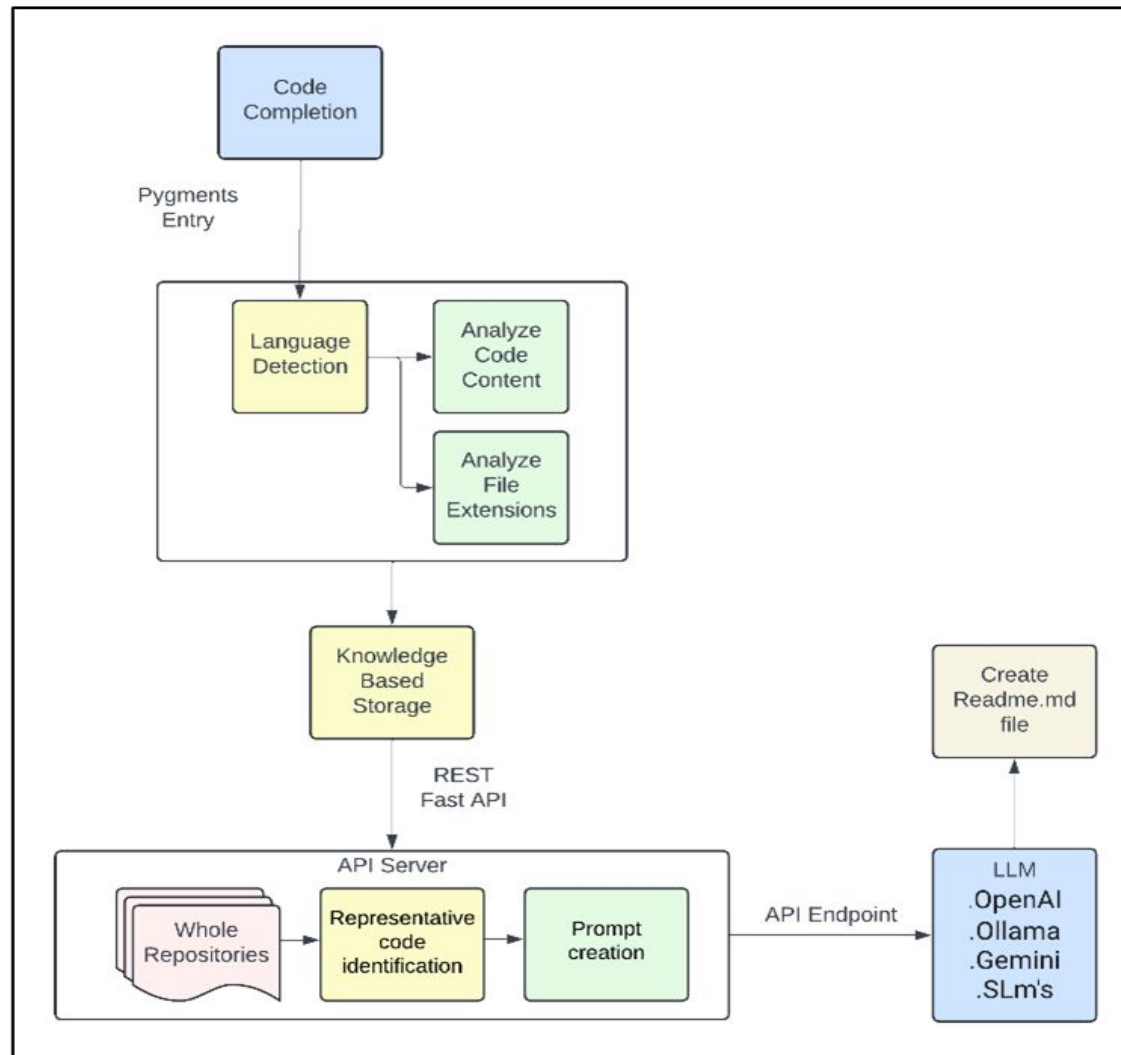 Code
Completion
Pygments
Entry
Language
Detection
Analyze
Code
Content
Analyze
File
Extensions
Knowledge
Based
Storage
REST
Fast API
API Server
Whole
Repositories
Representative
code
identification
Prompt
creation
API Endpoint
LLM
.OpenAI
.Ollama
.Gemini
.SLm's
Create
Readme.md
file